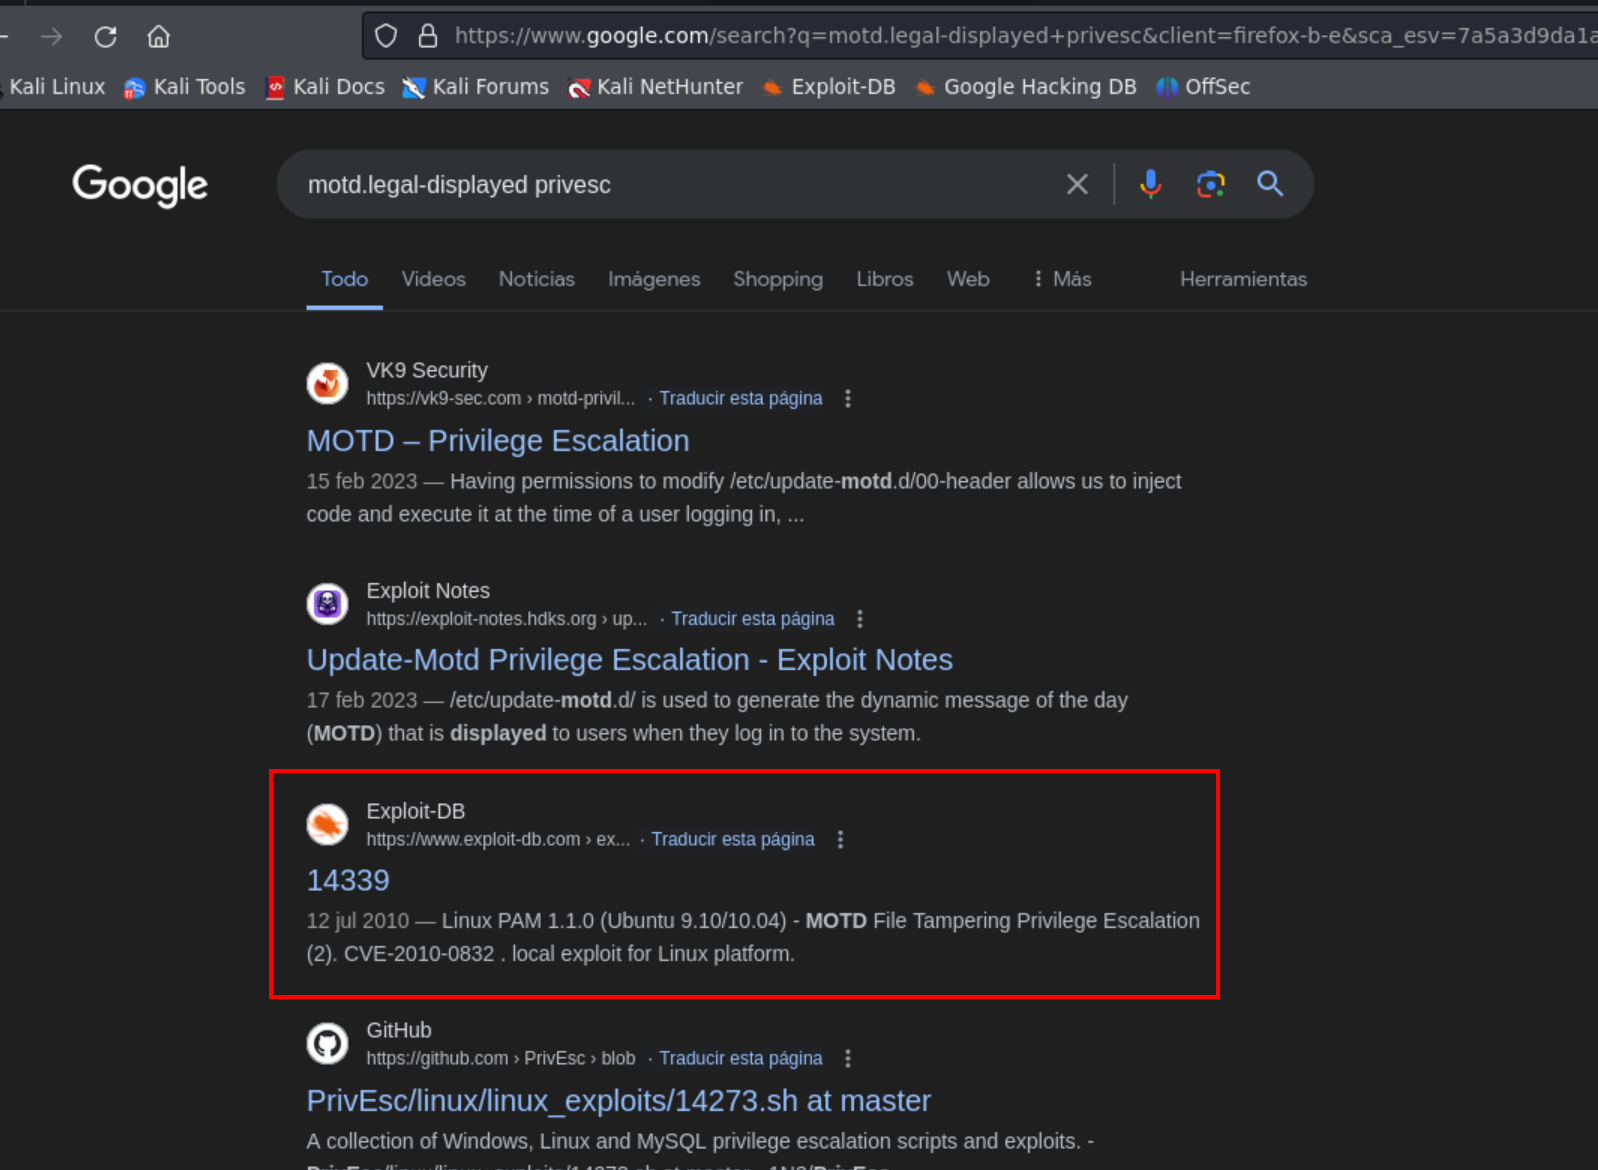 https://www.google.com/search?q=motd.legal-displayed+privesc&client=firefox-b-e&sca_esv=7a5a3d9da1a
Kali Linux Kali Tools Kali Docs Kali Forums Kali NetHunter Exploit-DB Google Hacking DB OffSec
Google motd.legal-displayed privesc
Todo Videos Noticias Imágenes Shopping Libros Web Más Herramientas
VK9 Security
https://vk9-sec.com › motd-privil... · Traducir esta página
MOTD – Privilege Escalation
15 feb 2023 — Having permissions to modify /etc/update-motd.d/00-header allows us to inject
code and execute it at the time of a user logging in, ...
Exploit Notes
https://exploit-notes.hdks.org › up... · Traducir esta página
Update-Motd Privilege Escalation - Exploit Notes
17 feb 2023 — /etc/update-motd.d/ is used to generate the dynamic message of the day
(MOTD) that is displayed to users when they log in to the system.
Exploit-DB
https://www.exploit-db.com › ex... · Traducir esta página
14339
12 jul 2010 — Linux PAM 1.1.0 (Ubuntu 9.10/10.04) - MOTD File Tampering Privilege Escalation
(2). CVE-2010-0832 . local exploit for Linux platform.
GitHub
https://github.com › PrivEsc › blob · Traducir esta página
PrivEsc/linux/linux_exploits/14273.sh at master
A collection of Windows, Linux and MySQL privilege escalation scripts and exploits. -